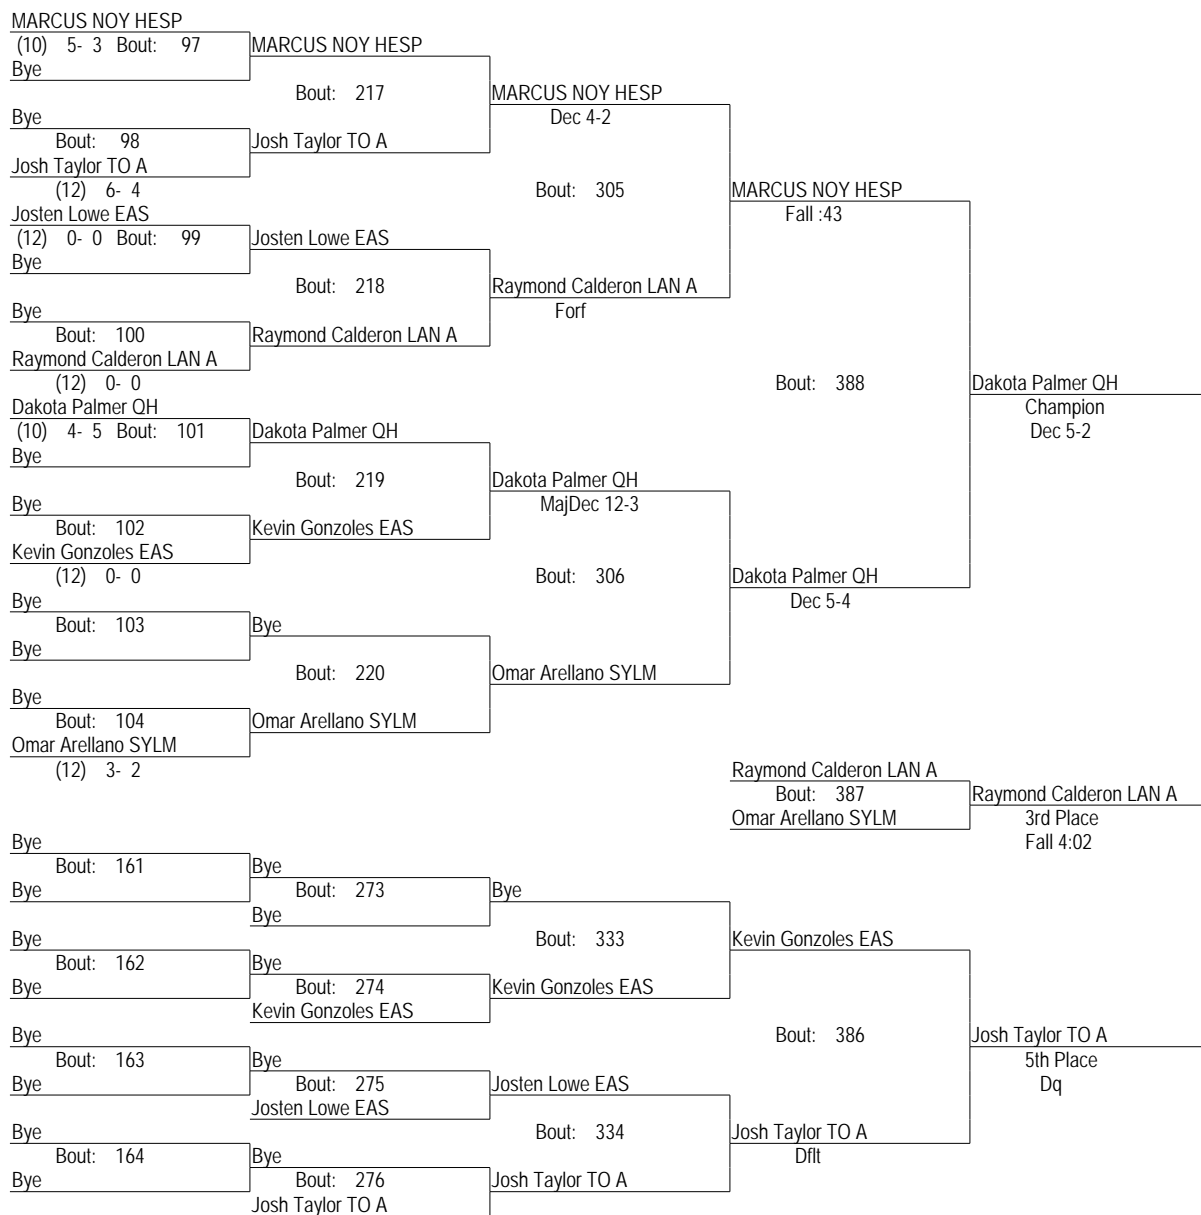 MARCUS NOY HESP
(10) 5- 3 Bout: 97 MARCUS NOY HESP
Bye
Bout: 217 MARCUS NOY HESP
Bye Dec 4-2
Bout: 98 Josh Taylor TO A
Josh Taylor TO A
(12) 6- 4 Bout: 305 MARCUS NOY HESP
Josten Lowe EAS Fall :43
(12) 0- 0 Bout: 99 Josten Lowe EAS
Bye
Bout: 218 Raymond Calderon LAN A
Bye Forf
Bout: 100 Raymond Calderon LAN A
Raymond Calderon LAN A
(12) 0- 0 Bout: 388 Dakota Palmer QH
Dakota Palmer QH Champion
(10) 4- 5 Bout: 101 Dakota Palmer QH Dec 5-2
Bye
Bout: 219 Dakota Palmer QH
Bye MajDec 12-3
Bout: 102 Kevin Gonzoles EAS
Kevin Gonzoles EAS
(12) 0- 0 Bout: 306 Dakota Palmer QH
Bye Dec 5-4
Bout: 103 Bye
Bye
Bout: 220 Omar Arellano SYLM
Bye
Bout: 104 Omar Arellano SYLM
Omar Arellano SYLM
(12) 3- 2 Raymond Calderon LAN A
Bout: 387 Raymond Calderon LAN A
Omar Arellano SYLM 3rd Place
Bye Fall 4:02
Bout: 161 Bye
Bye Bout: 273 Bye
Bye
Bye Bout: 333 Kevin Gonzoles EAS
Bout: 162 Bye
Bye Bout: 274 Kevin Gonzoles EAS
Kevin Gonzoles EAS
Bye Bout: 386 Josh Taylor TO A
Bout: 163 Bye 5th Place
Bye Bout: 275 Josten Lowe EAS Dq
Josten Lowe EAS
Bye Bout: 334 Josh Taylor TO A
Bout: 164 Bye Dflt
Bye Bout: 276 Josh Taylor TO A
Josh Taylor TO A